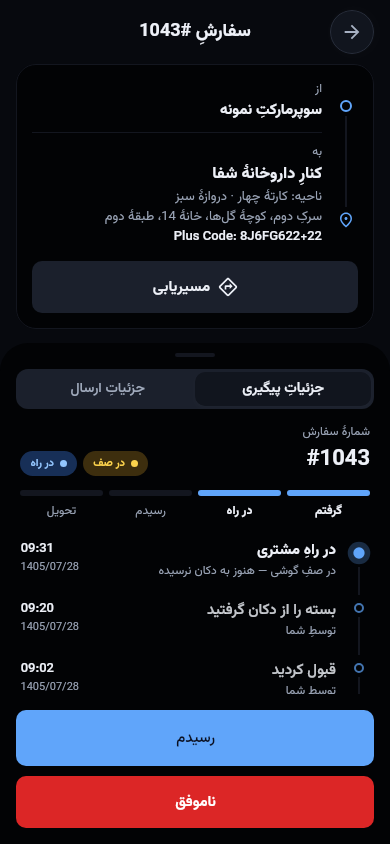 سفارشِ #1043
از
سوپرمارکتِ نمونه
به
کنارِ داروخانهٔ شفا
ناحیه: کارتهٔ چهار · دروازهٔ سبز
سرکِ دوم، کوچهٔ گل‌ها، خانهٔ 14، طبقهٔ دوم
Plus Code: 8J6FG622+22
مسیریابی
جزئیاتِ پیگیری
جزئیاتِ ارسال
شمارهٔ سفارش
#1043
در صف
در راه
گرفتم
در راه
رسیدم
تحویل
در راهِ مشتری
09:31
در صفِ گوشی — هنوز به دکان نرسیده
1405/07/28
بسته را از دکان گرفتید
09:20
توسطِ شما
1405/07/28
قبول کردید
09:02
توسطِ شما
1405/07/28
رسیدم
ناموفق